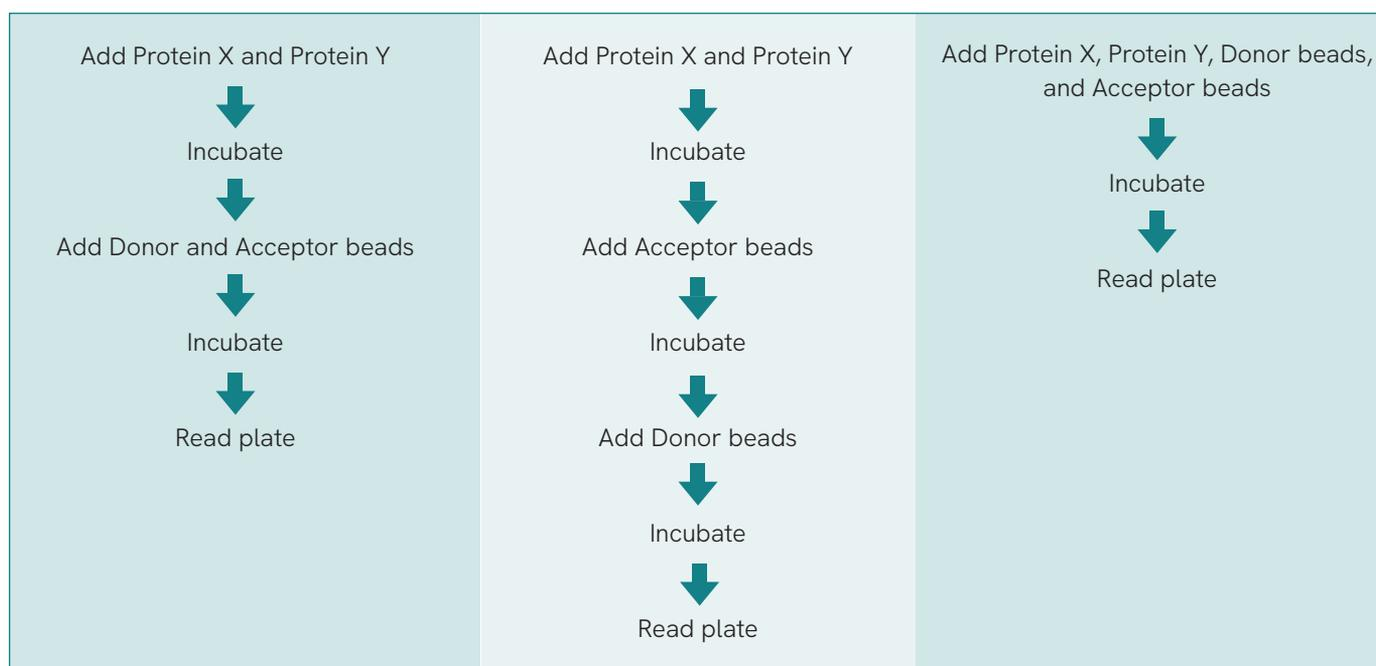 Add Protein X and Protein Y
Incubate
Add Donor and Acceptor beads
Incubate
Read plate
Add Protein X and Protein Y
Incubate
Add Acceptor beads
Incubate
Add Donor beads
Incubate
Read plate
Add Protein X, Protein Y, Donor beads,
and Acceptor beads
Incubate
Read plate